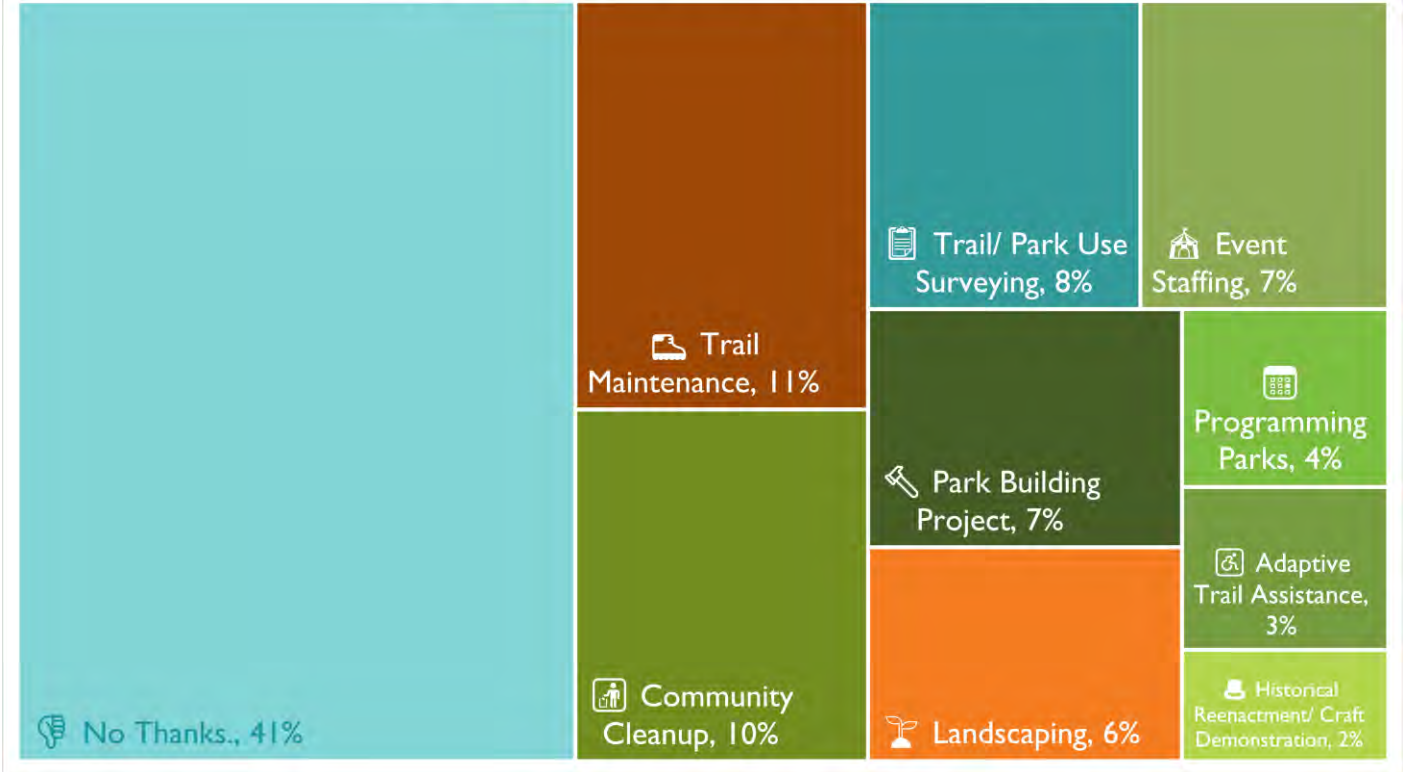 No Thanks., 41%
Trail
Maintenance, 11%
Community
Cleanup, 10%
Trail/ Park Use
Surveying, 8%
Event
Staffing, 7%
Park Building
Project, 7%
Landscaping, 6%
Programming
Parks, 4%
Adaptive
Trail Assistance,
3%
Historical
Reenactment/ Craft
Demonstration, 2%